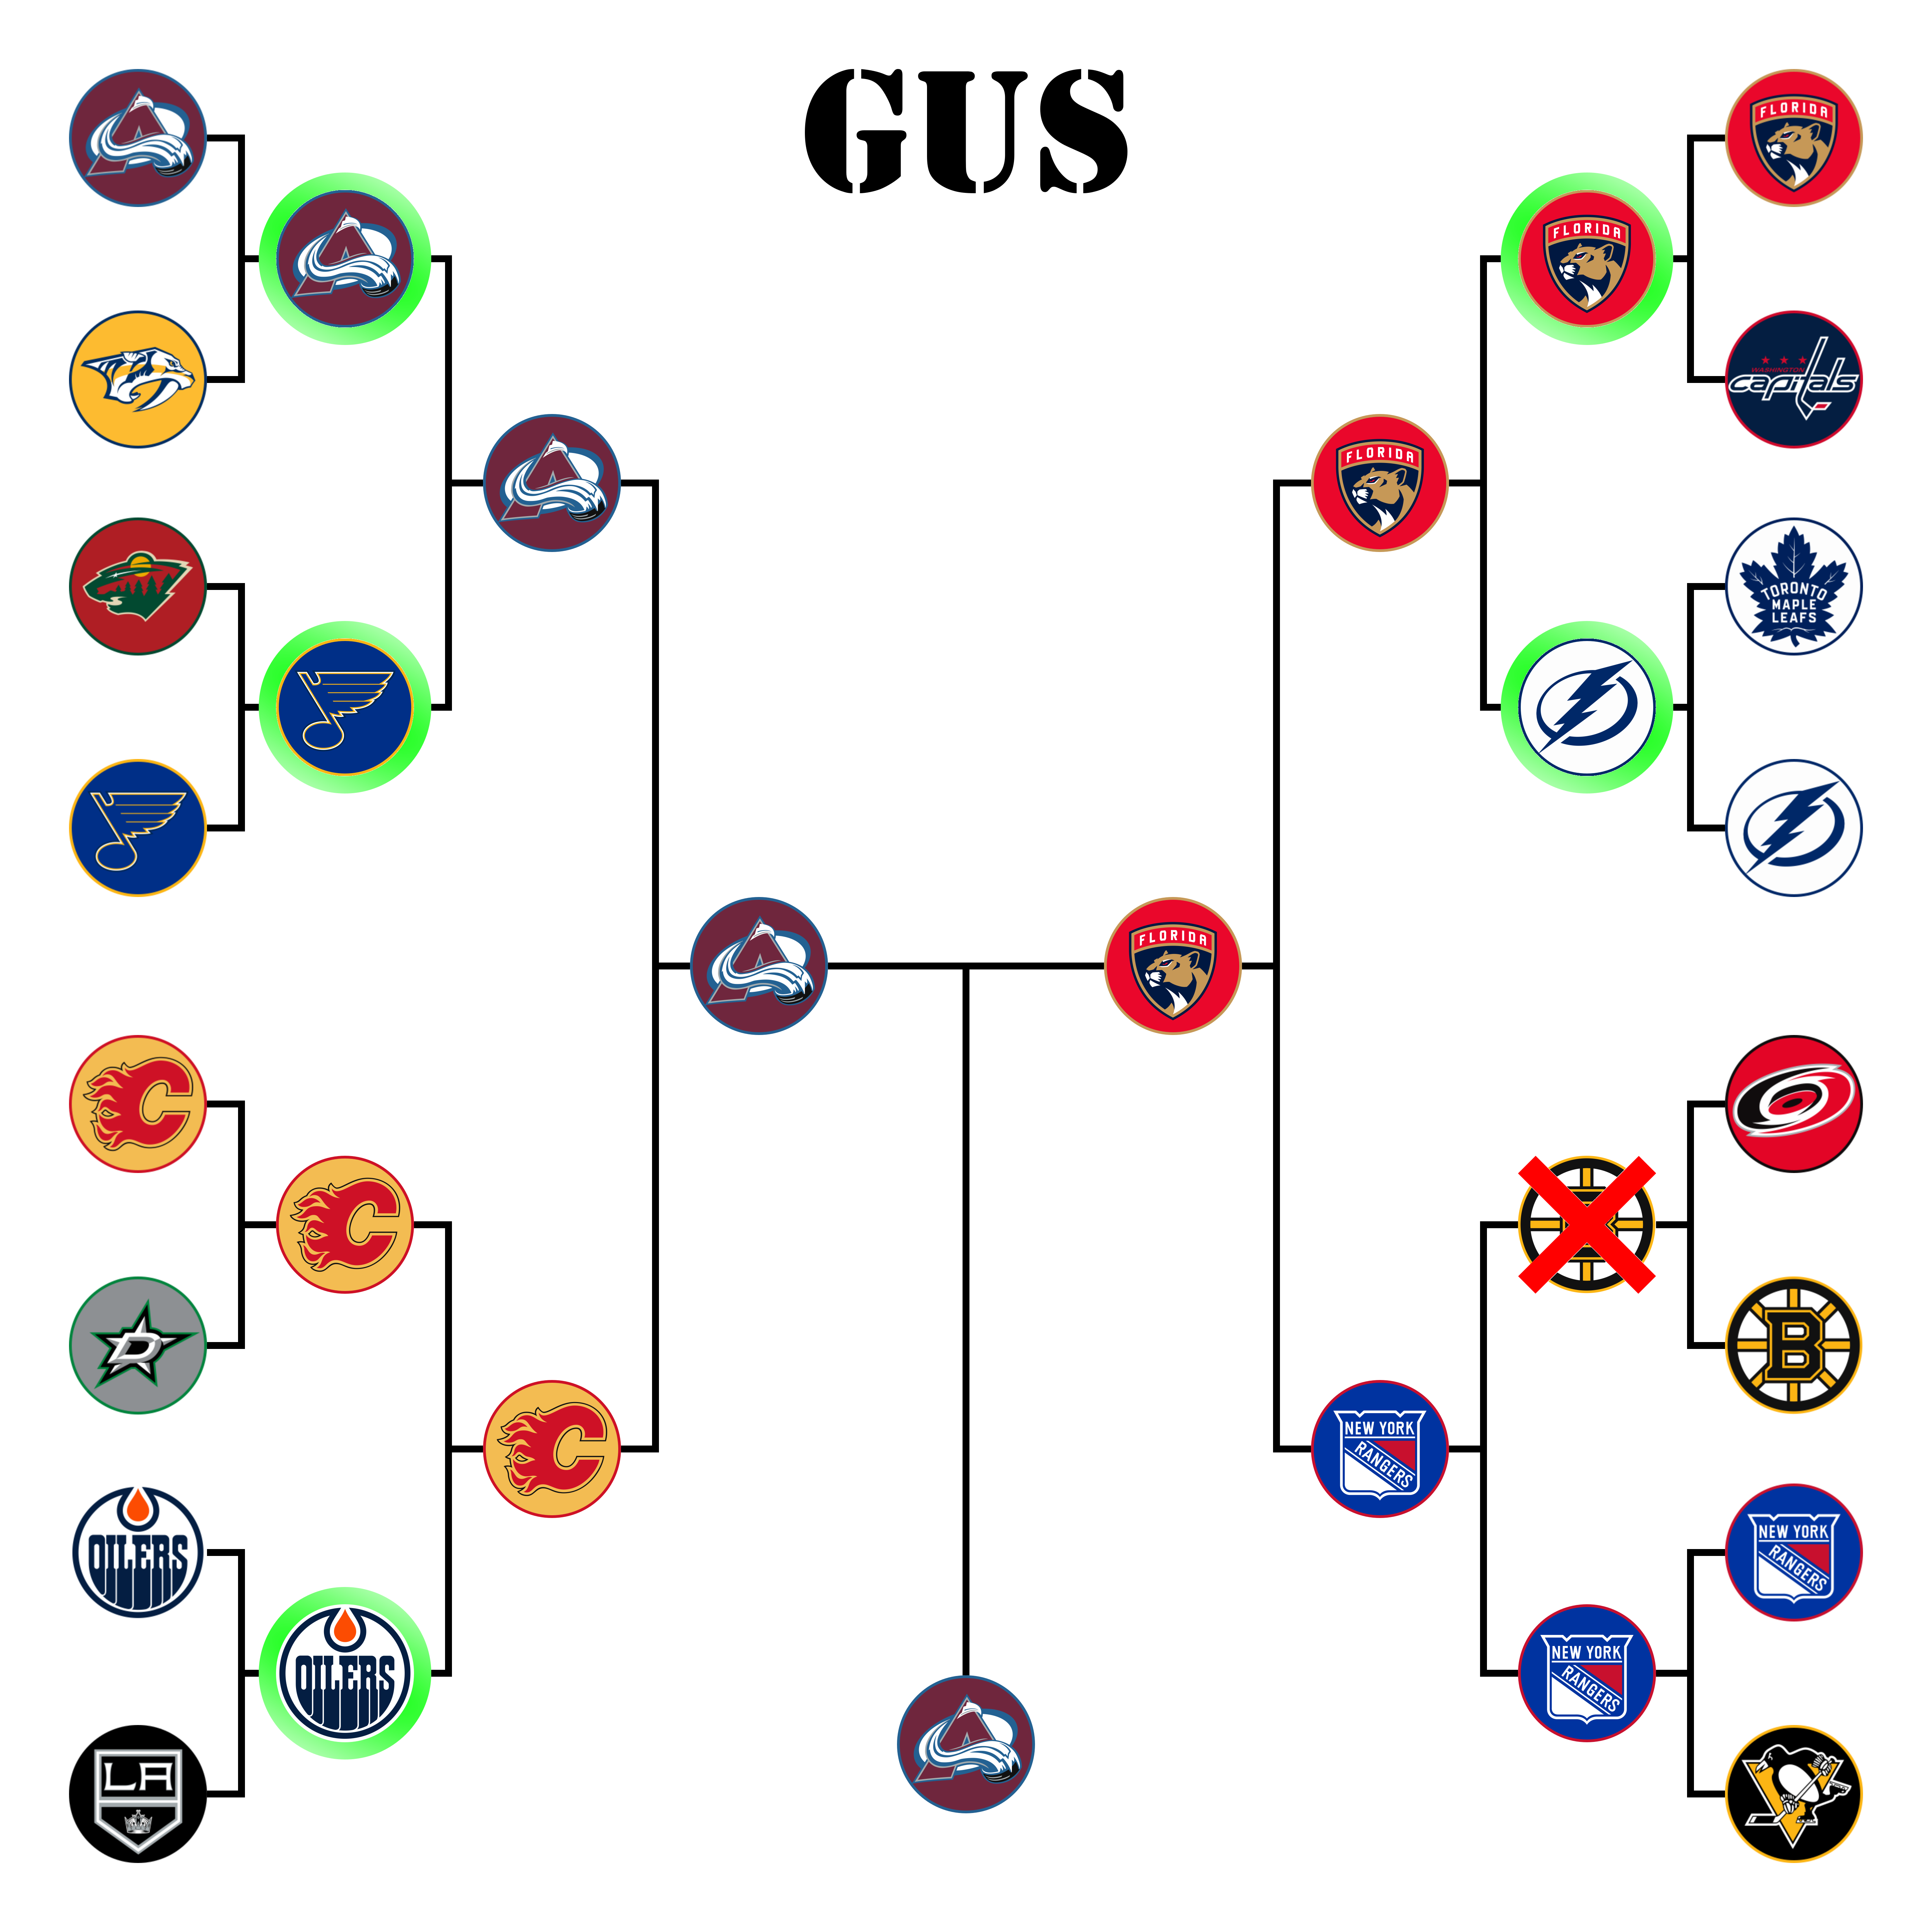 GUS
FLORIDA
FLORIDA
WASHINGTON
capitals
FLORIDA
TORONTO
MAPLE
LEAFS
FLORIDA
C
C
B
D
C
NEW YORK
RANGERS
OILERS
NEW YORK
RANGERS
OILERS
NEW YORK
RANGERS
LA